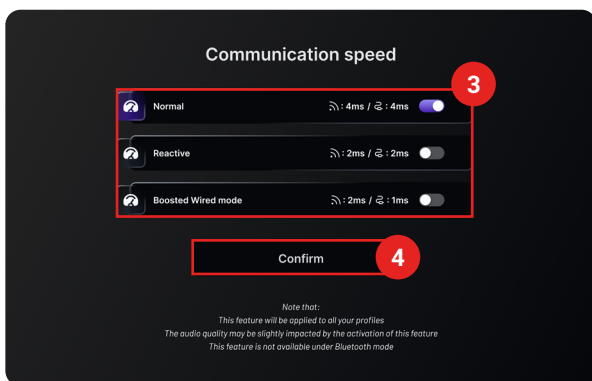 Communication speed
3
Normal : 4ms / : 4ms
Reactive : 2ms / : 2ms
Boosted Wired mode : 2ms / : 1ms
Confirm 4
Note that:
This feature will be applied to all your profiles
The audio quality may be slightly impacted by the activation of this feature
This feature is not available under Bluetooth mode